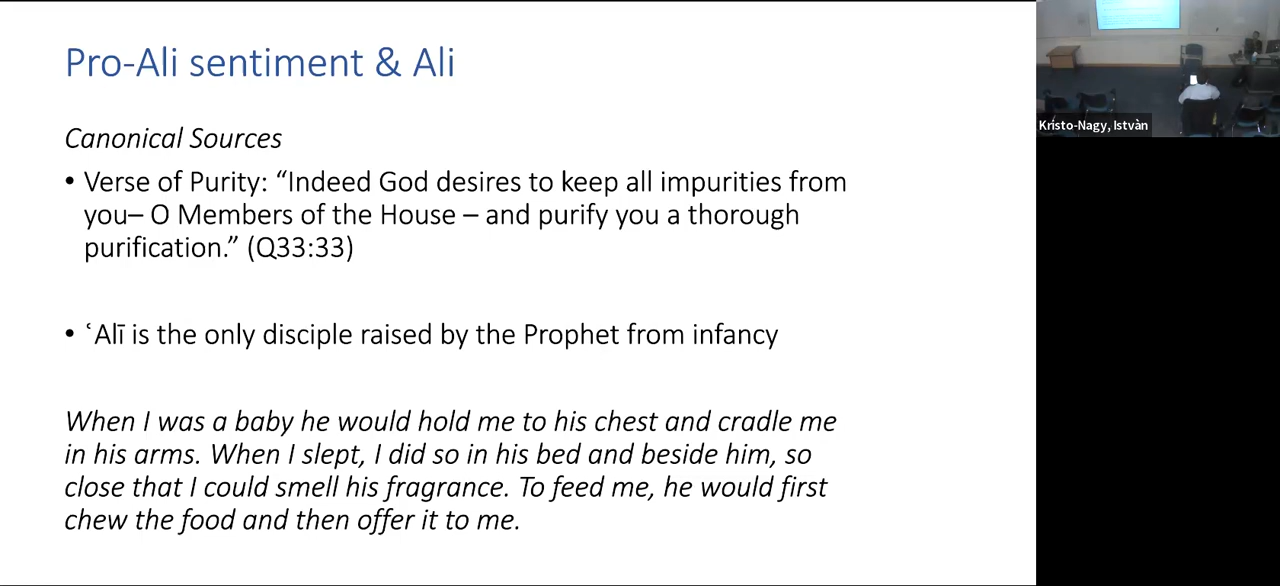 Pro-Ali sentiment & Ali
Canonical Sources
• Verse of Purity: “Indeed God desires to keep all impurities from
you– O Members of the House – and purify you a thorough
purification.” (Q33:33)
• ʿAlī is the only disciple raised by the Prophet from infancy
When I was a baby he would hold me to his chest and cradle me
in his arms. When I slept, I did so in his bed and beside him, so
close that I could smell his fragrance. To feed me, he would first
chew the food and then offer it to me.
Kristo-Nagy, Istvàn